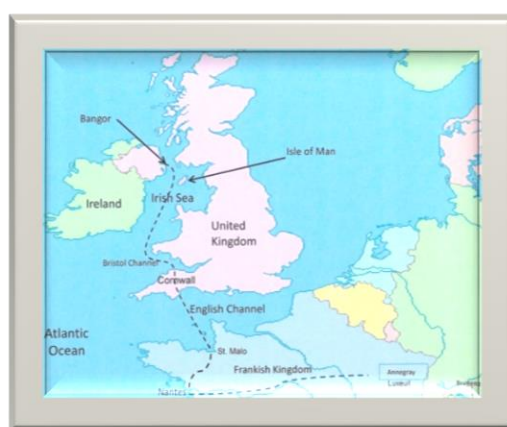 Bangor
Isle of Man
Ireland
Irish Sea
United
Kingdom
Bristol Channel
Cornwall
English Channel
Atlantic
Ocean
St. Malo
Frankish Kingdom
Annegray
Luxeuil
Nantes